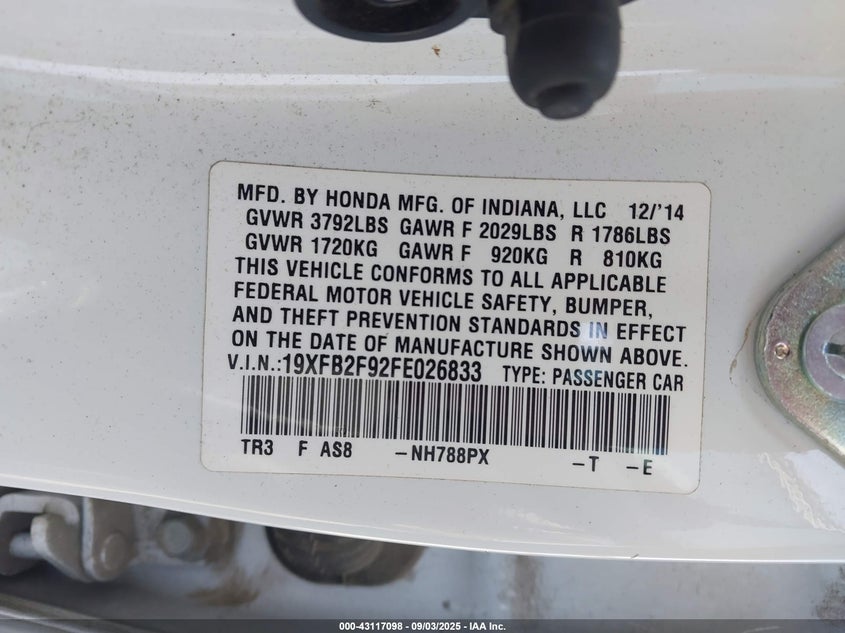 MFD. BY HONDA MFG. OF INDIANA, LLC 12/'14
GVWR 3792LBS GAWR F 2029LBS R 1786LBS
GVWR 1720KG GAWR F 920KG R 810KG
THIS VEHICLE CONFORMS TO ALL APPLICABLE
FEDERAL MOTOR VEHICLE SAFETY, BUMPER,
AND THEFT PREVENTION STANDARDS IN EFFECT
ON THE DATE OF MANUFACTURE SHOWN ABOVE.
V.I.N.:19XFB2F92FE026833 TYPE: PASSENGER CAR
TR3 F AS8 -NH788PX -T -E
000-43117098 - 09/03/2025 - IAA Inc.